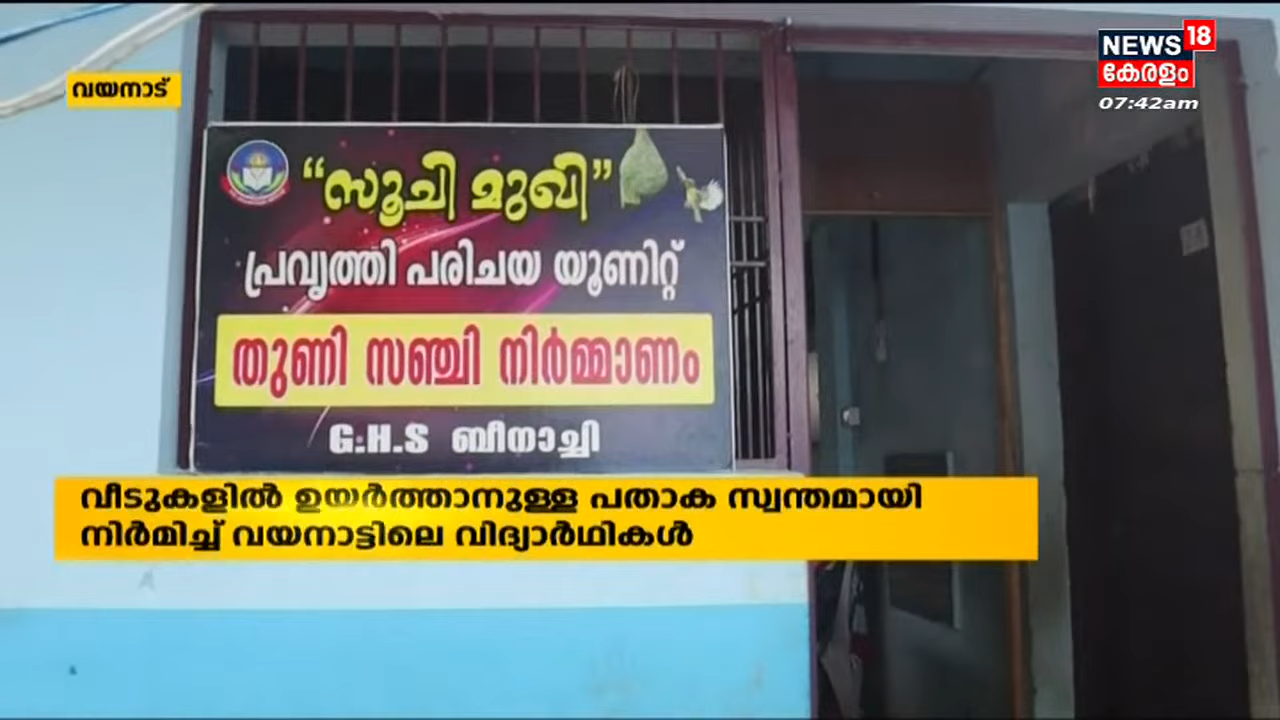 NEWS 18
കേരളം
07:42am
വയനാട്
“സൂചി മുഖി”
പ്രവൃത്തി പരിചയ യൂണിറ്റ്
തുണി സഞ്ചി നിർമ്മാണം
G.H.S ബീനാച്ചി
വീടുകളിൽ ഉയർത്താനുള്ള പതാക സ്വന്തമായി
നിർമിച്ച് വയനാട്ടിലെ വിദ്യാർഥികൾ